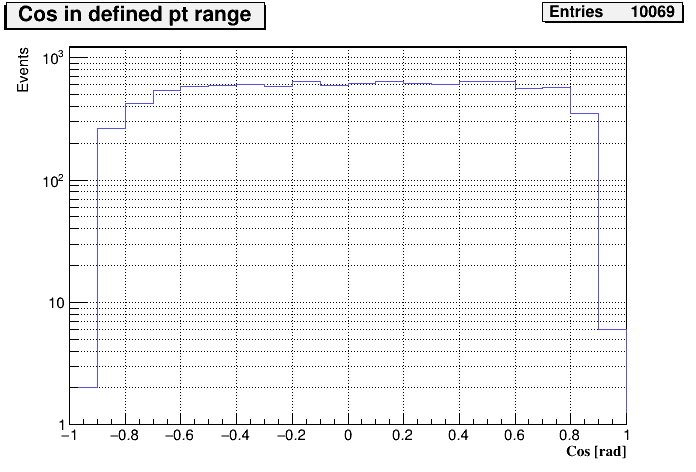 Cos in defined pt range
Entries 10069
Events
10³
10²
10
1
−1 −0.8 −0.6 −0.4 −0.2 0 0.2 0.4 0.6 0.8 1
Cos [rad]